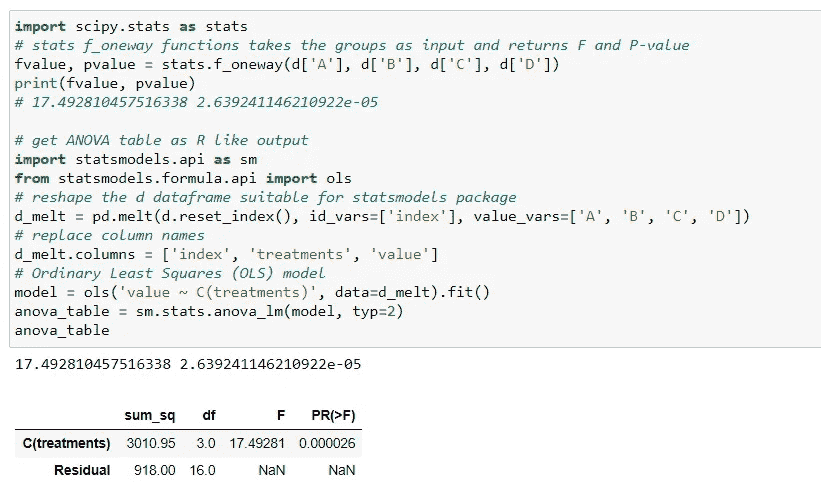 import scipy.stats as stats
# stats f_oneway functions takes the groups as input and returns F and P-value
fvalue, pvalue = stats.f_oneway(d['A'], d['B'], d['C'], d['D'])
print(fvalue, pvalue)
# 17.492810457516338 2.639241146210922e-05
# get ANOVA table as R like output
import statsmodels.api as sm
from statsmodels.formula.api import ols
# reshape the d dataframe suitable for statsmodels package
d_melt = pd.melt(d.reset_index(), id_vars=['index'], value_vars=['A', 'B', 'C', 'D'])
# replace column names
d_melt.columns = ['index', 'treatments', 'value']
# Ordinary Least Squares (OLS) model
model = ols('value ~ C(treatments)', data=d_melt).fit()
anova_table = sm.stats.anova_lm(model, typ=2)
anova_table
17.492810457516338 2.639241146210922e-05
sum_sq df F PR(>F)
C(treatments) 3010.95 3.0 17.49281 0.000026
Residual 918.00 16.0 NaN NaN